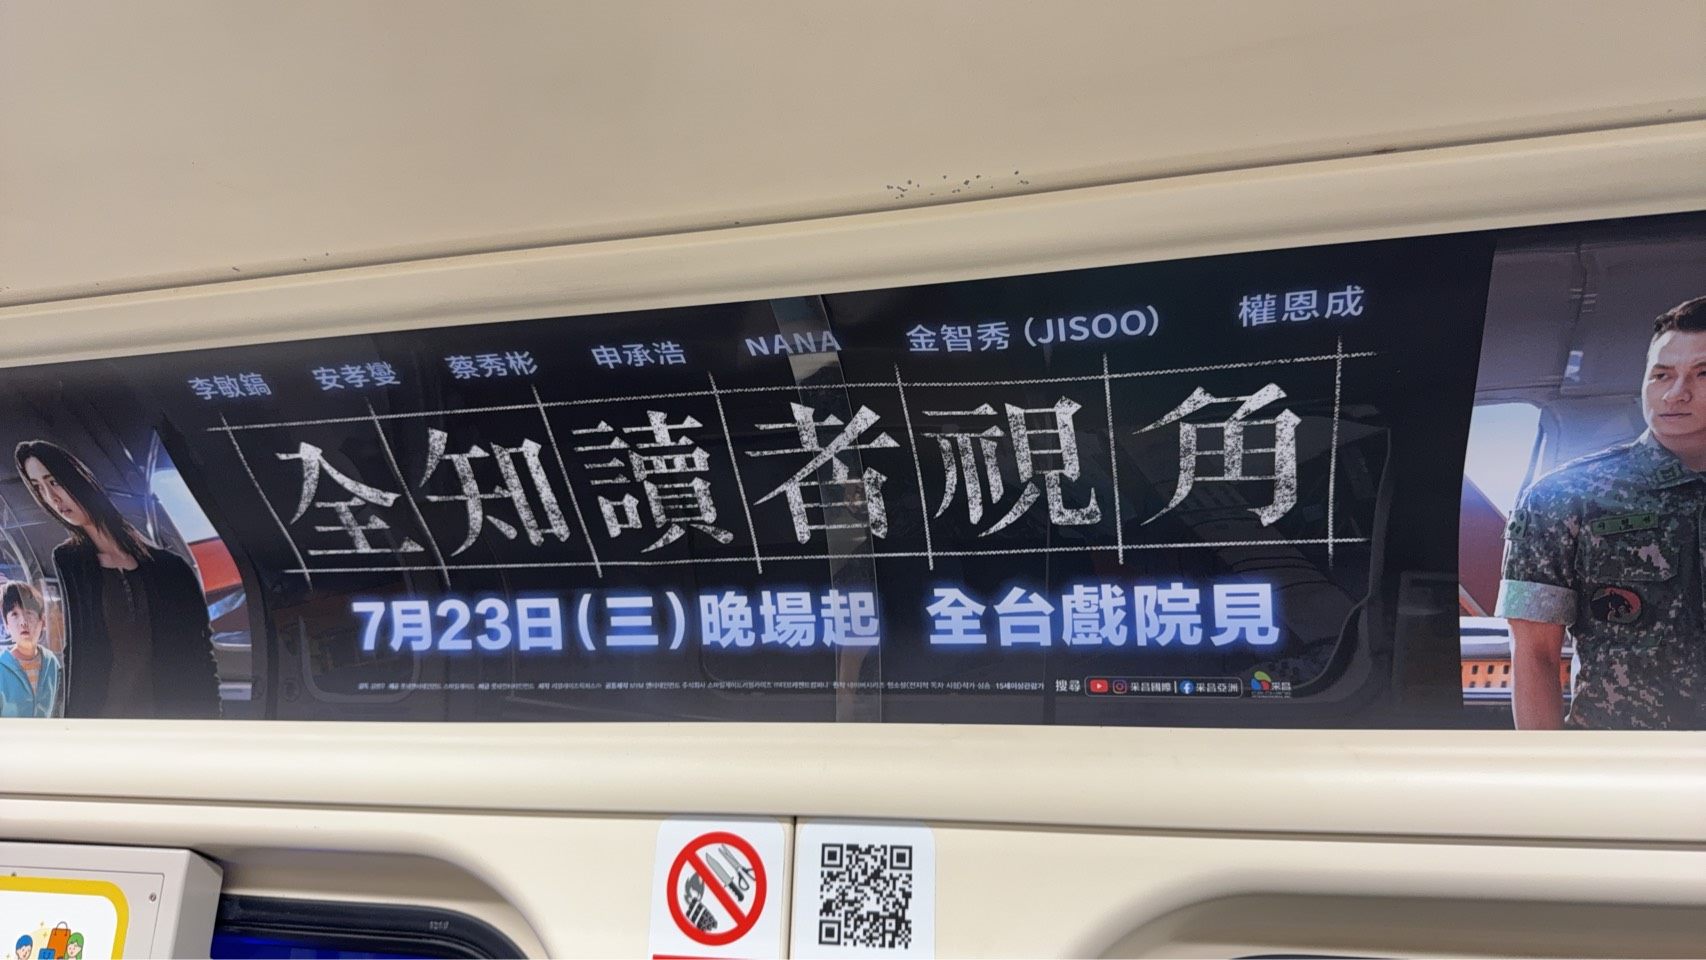 李敏鎬 安孝燮 蔡秀彬 申承浩 NANA 金智秀（JISOO） 權恩成
全知讀者視角
7月23日（三）晚場起 全台戲院見
搜尋 采昌國際 | 采昌亞洲 采昌